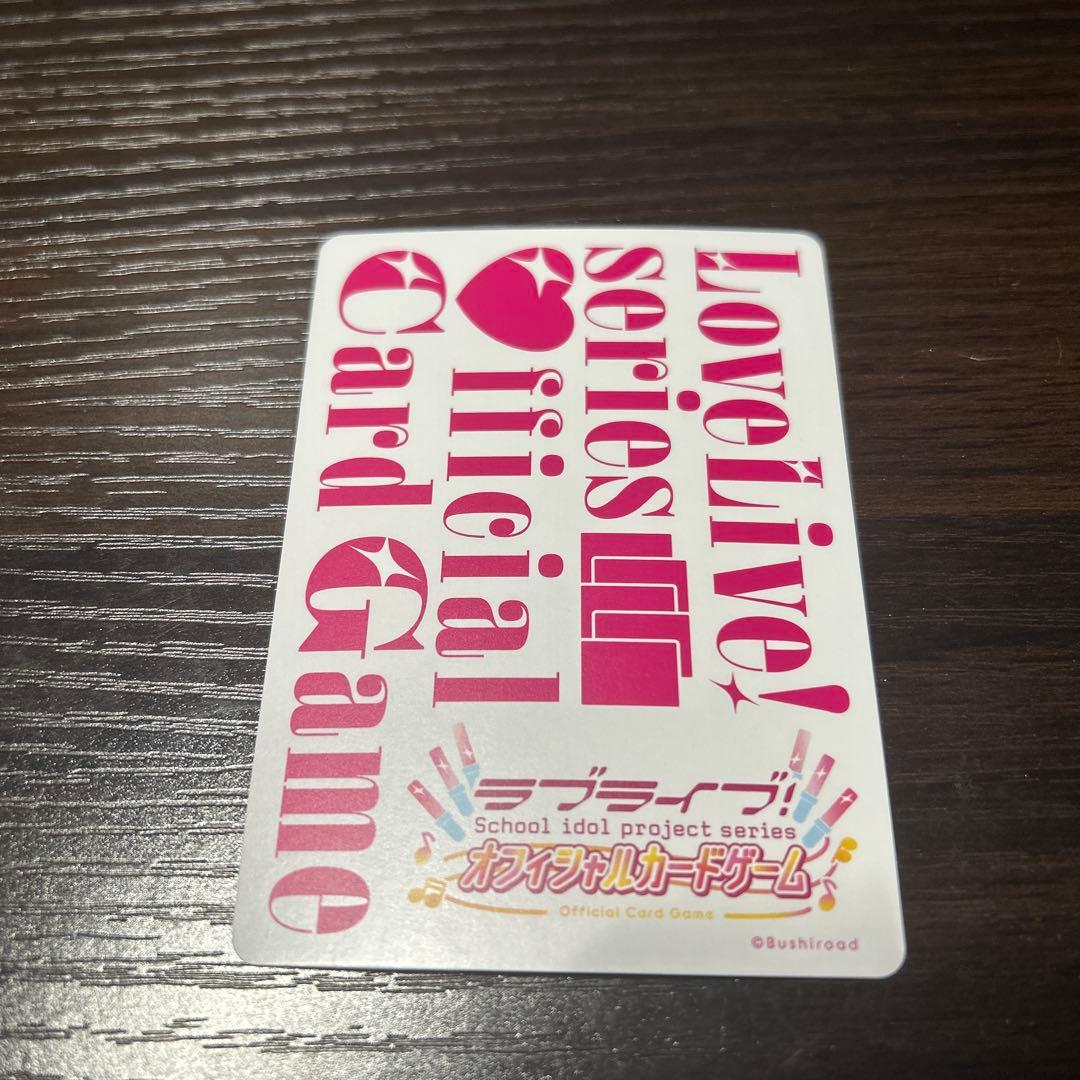 LoveLive!
series
♥fficial
Card Game
ラブライブ!
School idol project series
オフィシャルカードゲーム
Official Card Game
©Bushiroad